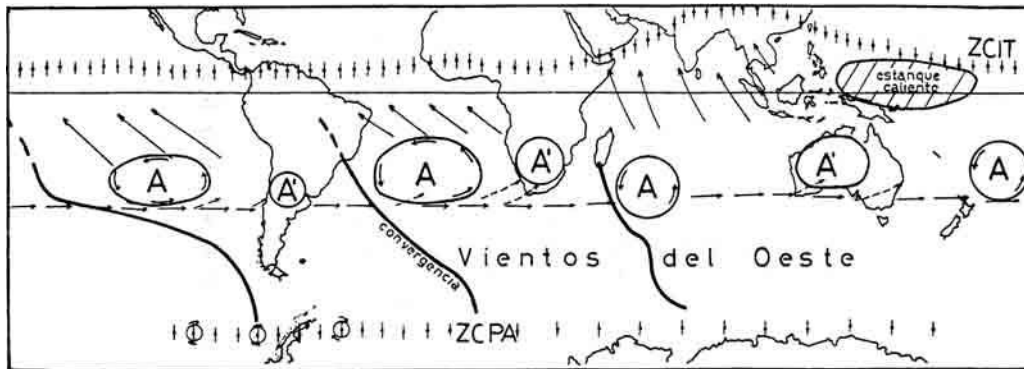 ZCIT
estanque
caliente
A
A'
A
A'
A
A'
A
convergencia
Vientos del Oeste
ZCPA